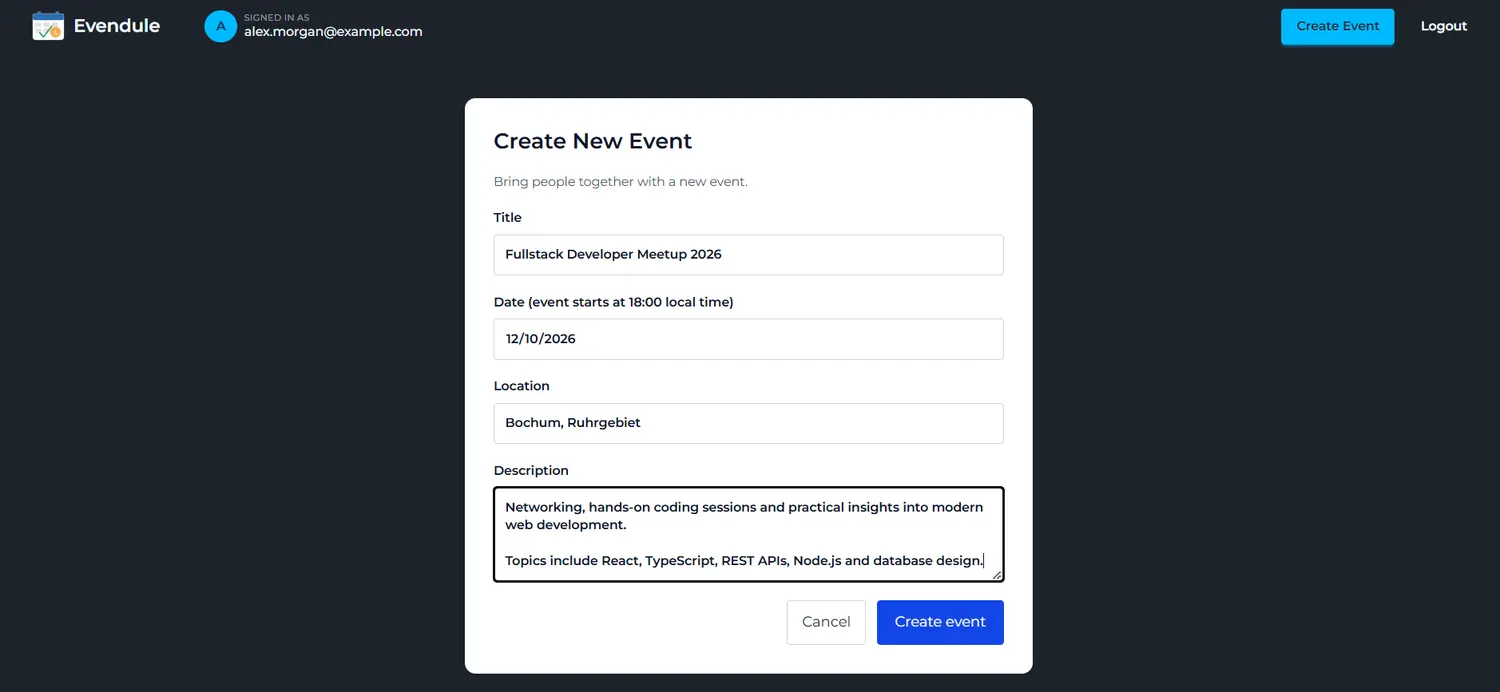 Evendule
A
SIGNED IN AS
alex.morgan@example.com
Create Event
Logout
Create New Event
Bring people together with a new event.
Title
Fullstack Developer Meetup 2026
Date (event starts at 18:00 local time)
12/10/2026
Location
Bochum, Ruhrgebiet
Description
Networking, hands-on coding sessions and practical insights into modern
web development.
Topics include React, TypeScript, REST APIs, Node.js and database design.
Cancel
Create event